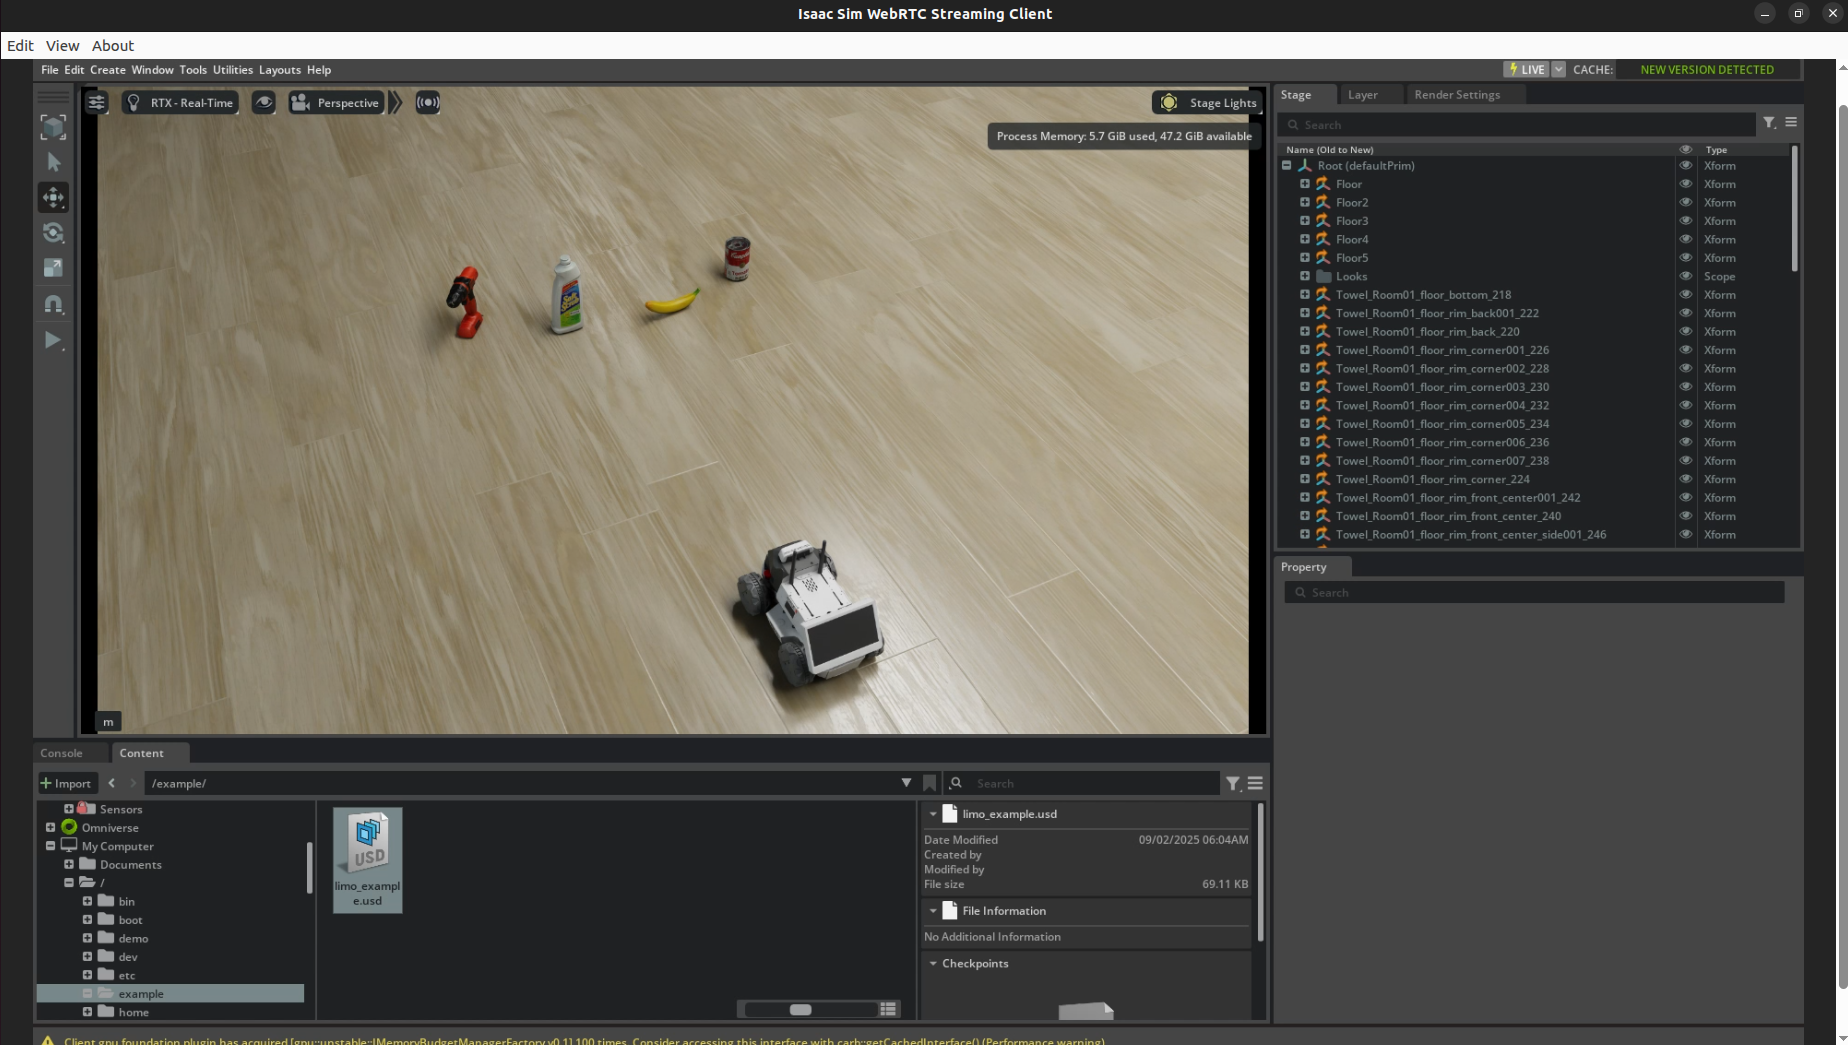 Isaac Sim WebRTC Streaming Client
Edit View About
File Edit Create Window Tools Utilities Layouts Help
LIVE CACHE: NEW VERSION DETECTED
RTX - Real-Time Perspective Stage Lights
Process Memory: 5.7 GiB used, 47.2 GiB available
m
Stage Layer Render Settings
Search
Name (Old to New) Type
Root (defaultPrim) Xform
Floor Xform
Floor2 Xform
Floor3 Xform
Floor4 Xform
Floor5 Xform
Looks Scope
Towel_Room01_floor_bottom_218 Xform
Towel_Room01_floor_rim_back001_222 Xform
Towel_Room01_floor_rim_back_220 Xform
Towel_Room01_floor_rim_corner001_226 Xform
Towel_Room01_floor_rim_corner002_228 Xform
Towel_Room01_floor_rim_corner003_230 Xform
Towel_Room01_floor_rim_corner004_232 Xform
Towel_Room01_floor_rim_corner005_234 Xform
Towel_Room01_floor_rim_corner006_236 Xform
Towel_Room01_floor_rim_corner007_238 Xform
Towel_Room01_floor_rim_corner_224 Xform
Towel_Room01_floor_rim_front_center001_242 Xform
Towel_Room01_floor_rim_front_center_240 Xform
Towel_Room01_floor_rim_front_center_side001_246 Xform
Property
Search
Console Content
Import /example/ Search
Sensors
Omniverse
My Computer
Documents
/
bin
boot
demo
dev
etc
example
home
USD
limo_exampl
e.usd
limo_example.usd
Date Modified 09/02/2025 06:04AM
Created by
Modified by
File size 69.11 KB
File Information
No Additional Information
Checkpoints
Client gpu foundation plugin has acquired [gpu::unstable::IMemoryBudgetManagerFactory v0.1] 100 times. Consider accessing this interface with carb::getCachedInterface() (Performance warning)